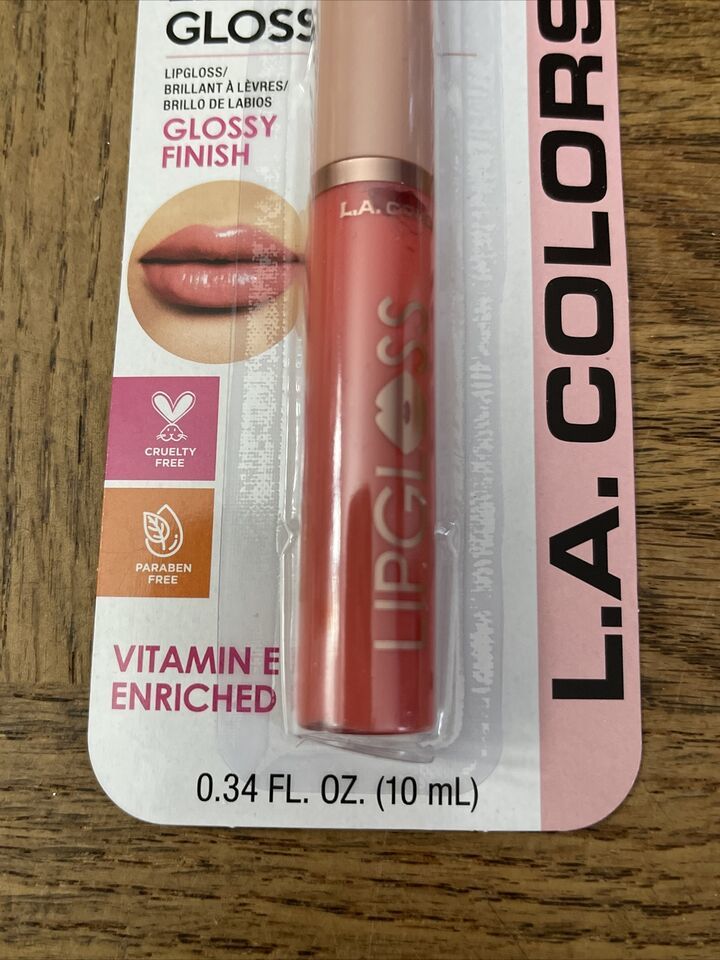 GLOSS
LIPGLOSS/
BRILLANT À LÈVRES/
BRILLO DE LABIOS
GLOSSY
FINISH
CRUELTY
FREE
PARABEN
FREE
VITAMIN E
ENRICHED
0.34 FL. OZ. (10 mL)
L.A.
LIPGLOSS
L.A. COLORS